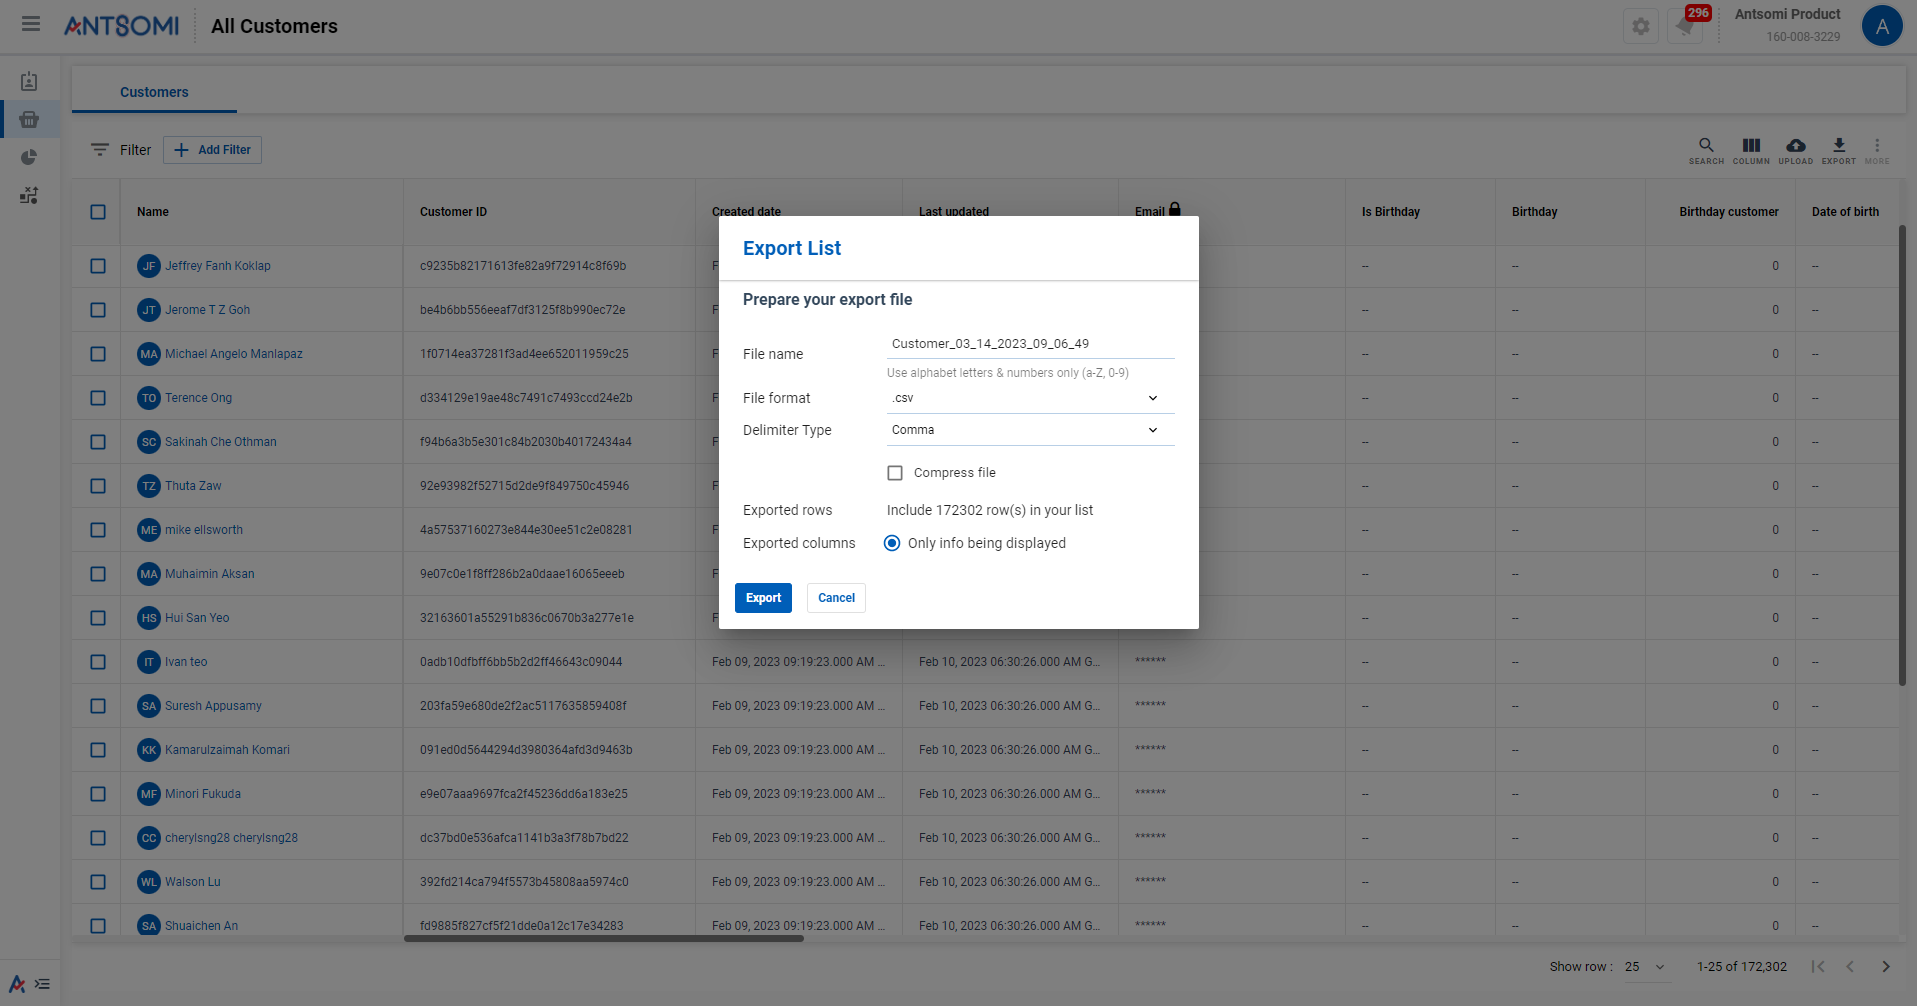 ANTSOMI
All Customers
296
Antsomi Product
160-008-3229
A
Customers
Filter
Add Filter
SEARCH COLUMN UPLOAD EXPORT MORE
Name Customer ID Created date Last updated Email Is Birthday Birthday Birthday customer Date of birth
JF Jeffrey Fanh Koklap c9235b82171613fe82a9f72914c8f69b F -- -- 0 --
JT Jerome T Z Goh be4b6bb556eeaf7df3125f8b990ec72e F -- -- 0 --
MA Michael Angelo Manlapaz 1f0714ea37281f3ad4ee652011959c25 F -- -- 0 --
TO Terence Ong d334129e19ae48c7491c7493ccd24e2b F -- -- 0 --
SC Sakinah Che Othman f94b6a3b5e301c84b2030b40172434a4 F -- -- 0 --
TZ Thuta Zaw 92e93982f52715d2de9f849750c45946 F -- -- 0 --
ME mike ellsworth 4a57537160273e844e30ee51c2e08281 F -- -- 0 --
MA Muhaimin Aksan 9e07c0e1f8ff286b2a0daae16065eeeb F -- -- 0 --
HS Hui San Yeo 32163601a55291b836c0670b3a277e1e F -- -- 0 --
IT Ivan teo 0adb10dfbff6bb5b2d2ff46643c09044 Feb 09, 2023 09:19:23.000 AM ... Feb 10, 2023 06:30:26.000 AM G... ****** -- -- 0 --
SA Suresh Appusamy 203fa59e680de2f2ac5117635859408f Feb 09, 2023 09:19:23.000 AM ... Feb 10, 2023 06:30:26.000 AM G... ****** -- -- 0 --
KK Kamarulzaimah Komari 091ed0d5644294d3980364afd3d9463b Feb 09, 2023 09:19:23.000 AM ... Feb 10, 2023 06:30:26.000 AM G... ****** -- -- 0 --
MF Minori Fukuda e9e07aaa9697fca2f45236dd6a183e25 Feb 09, 2023 09:19:23.000 AM ... Feb 10, 2023 06:30:26.000 AM G... ****** -- -- 0 --
CC cherylsng28 cherylsng28 dc37bd0e536afca1141b3a3f78b7bd22 Feb 09, 2023 09:19:23.000 AM ... Feb 10, 2023 06:30:26.000 AM G... ****** -- -- 0 --
WL Walson Lu 392fd214ca794f5573b45808aa5974c0 Feb 09, 2023 09:19:23.000 AM ... Feb 10, 2023 06:30:26.000 AM G... ****** -- -- 0 --
SA Shuaichen An fd9885f827cf5f21dde0a12c17e34283 Feb 09, 2023 09:19:23.000 AM ... Feb 10, 2023 06:30:26.000 AM G... ****** -- -- 0 --
Export List
Prepare your export file
File name Customer_03_14_2023_09_06_49
Use alphabet letters & numbers only (a-Z, 0-9)
File format .csv
Delimiter Type Comma
Compress file
Exported rows Include 172302 row(s) in your list
Exported columns Only info being displayed
Export Cancel
Show row : 25 1-25 of 172,302